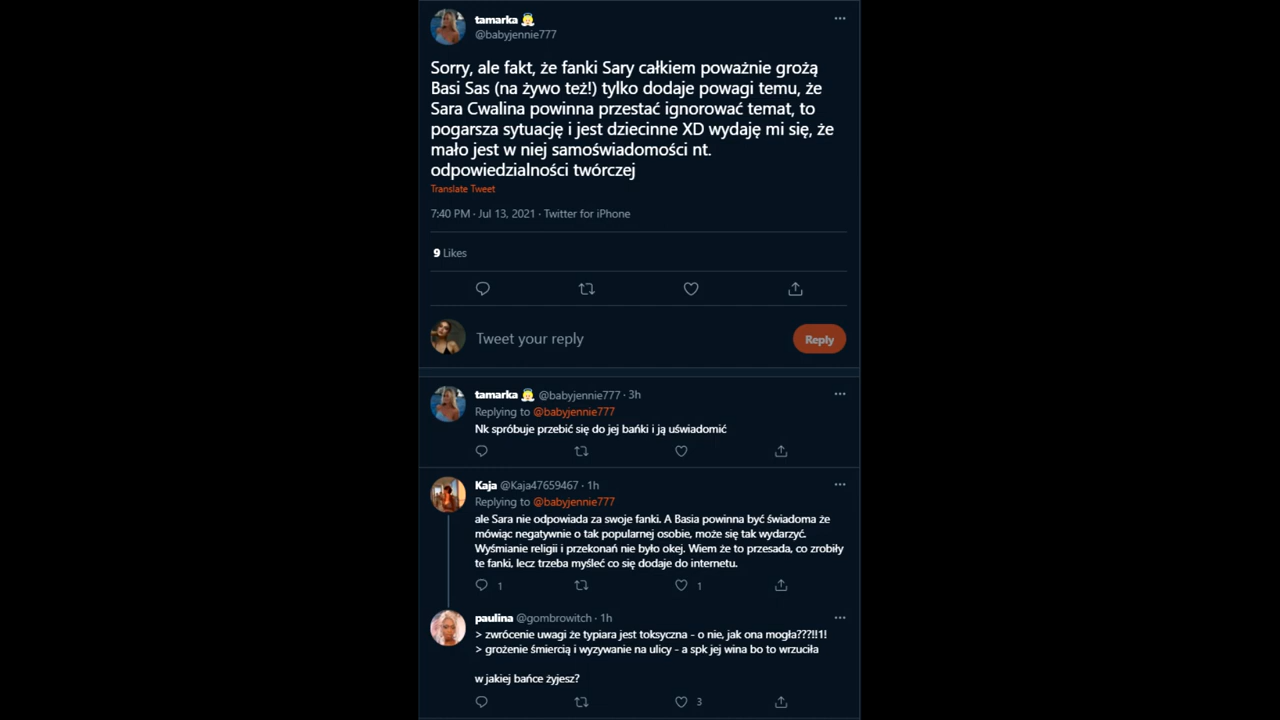 tamarka
@babyjennie777
Sorry, ale fakt, że fanki Sary całkiem poważnie grożą
Basi Sas (na żywo też!) tylko dodaje powagi temu, że
Sara Cwalina powinna przestać ignorować temat, to
pogarsza sytuację i jest dziecinne XD wydaję mi się, że
mało jest w niej samoświadomości nt.
odpowiedzialności twórczej
Translate Tweet
7:40 PM · Jul 13, 2021 · Twitter for iPhone
9 Likes
Tweet your reply
Reply
tamarka @babyjennie777 · 3h
Replying to @babyjennie777
Nk spróbuje przebić się do jej bańki i ją uświadomić
Kaja @Kaja47659467 · 1h
Replying to @babyjennie777
ale Sara nie odpowiada za swoje fanki. A Basia powinna być świadoma że
mówiąc negatywnie o tak popularnej osobie, może się tak wydarzyć.
Wyśmianie religii i przekonań nie było okej. Wiem że to przesada, co zrobiły
te fanki, lecz trzeba myśleć co się dodaje do internetu.
1 1
paulina @gombrowitch · 1h
> zwrócenie uwagi że typiara jest toksyczna - o nie, jak ona mogła???!!1!
> grożenie śmiercią i wyzywanie na ulicy - a spk jej wina bo to wrzuciła
w jakiej bańce żyjesz?
3